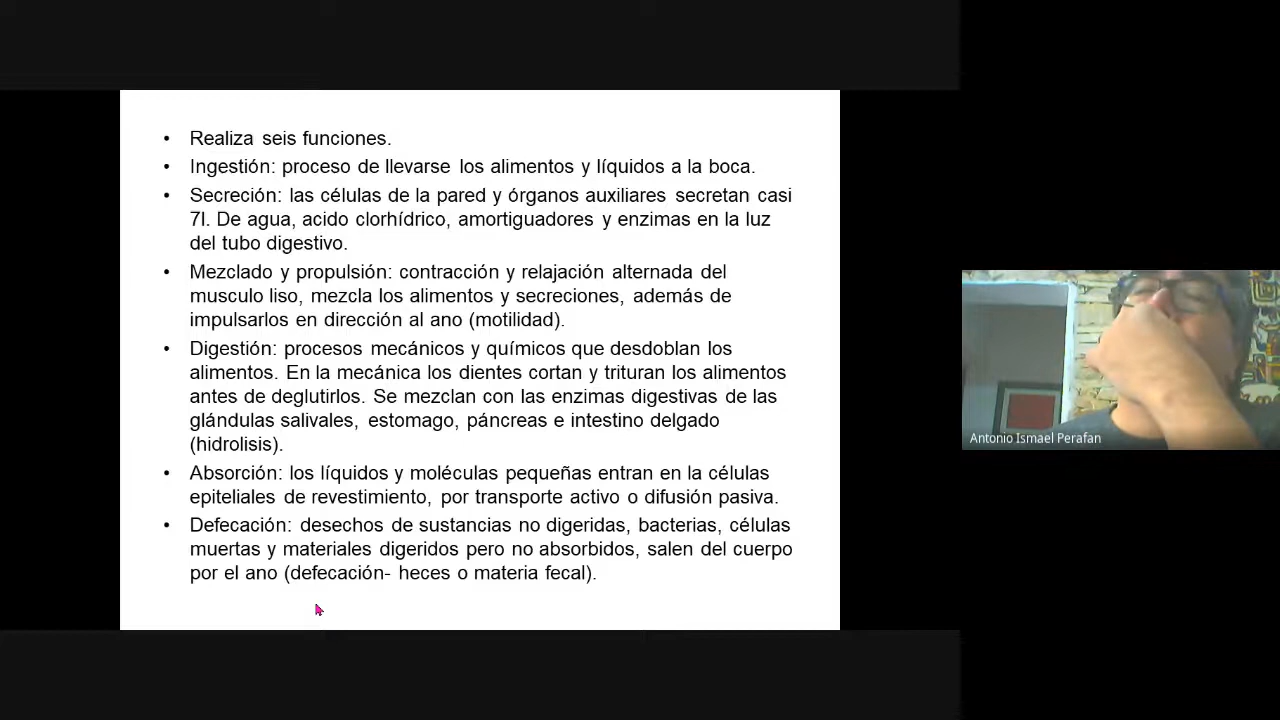 • Realiza seis funciones.
• Ingestión: proceso de llevarse los alimentos y líquidos a la boca.
• Secreción: las células de la pared y órganos auxiliares secretan casi
7l. De agua, acido clorhídrico, amortiguadores y enzimas en la luz
del tubo digestivo.
• Mezclado y propulsión: contracción y relajación alternada del
musculo liso, mezcla los alimentos y secreciones, además de
impulsarlos en dirección al ano (motilidad).
• Digestión: procesos mecánicos y químicos que desdoblan los
alimentos. En la mecánica los dientes cortan y trituran los alimentos
antes de deglutirlos. Se mezclan con las enzimas digestivas de las
glándulas salivales, estomago, páncreas e intestino delgado
(hidrolisis).
• Absorción: los líquidos y moléculas pequeñas entran en la células
epiteliales de revestimiento, por transporte activo o difusión pasiva.
• Defecación: desechos de sustancias no digeridas, bacterias, células
muertas y materiales digeridos pero no absorbidos, salen del cuerpo
por el ano (defecación- heces o materia fecal).
Antonio Ismael Perafan